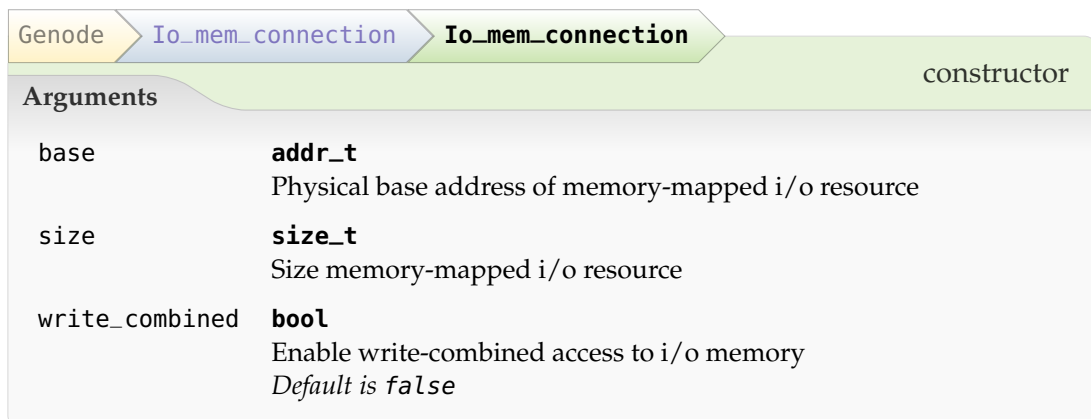 Genode Io_mem_connection Io_mem_connection
constructor
Arguments
base addr_t
Physical base address of memory-mapped i/o resource
size size_t
Size memory-mapped i/o resource
write_combined bool
Enable write-combined access to i/o memory
Default is false